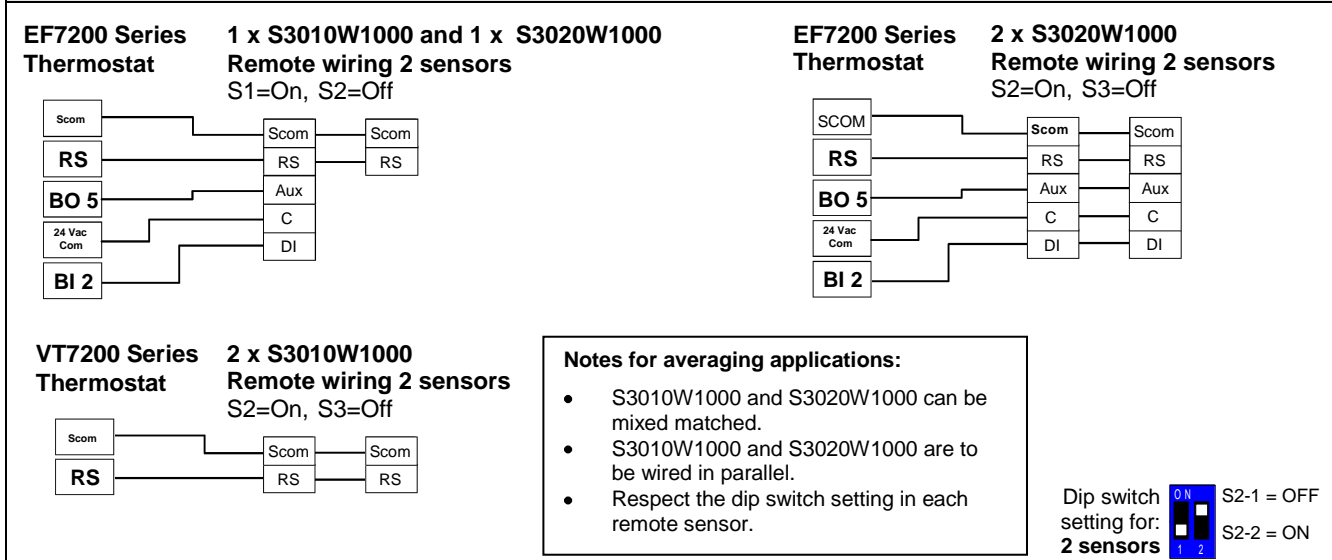 EF7200 Series
Thermostat
1 x S3010W1000 and 1 x S3020W1000
Remote wiring 2 sensors
S1=On, S2=Off
Scom
RS
BO 5
24 Vac
Com
BI 2
Scom
RS
Aux
C
DI
Scom
RS
EF7200 Series
Thermostat
2 x S3020W1000
Remote wiring 2 sensors
S2=On, S3=Off
SCOM
RS
BO 5
24 Vac
Com
BI 2
Scom
RS
Aux
C
DI
Scom
RS
Aux
C
DI
VT7200 Series
Thermostat
2 x S3010W1000
Remote wiring 2 sensors
S2=On, S3=Off
Scom
RS
Scom
RS
Scom
RS
Notes for averaging applications:
• S3010W1000 and S3020W1000 can be
mixed matched.
• S3010W1000 and S3020W1000 are to
be wired in parallel.
• Respect the dip switch setting in each
remote sensor.
Dip switch
setting for:
2 sensors
ON
1 2
S2-1 = OFF
S2-2 = ON